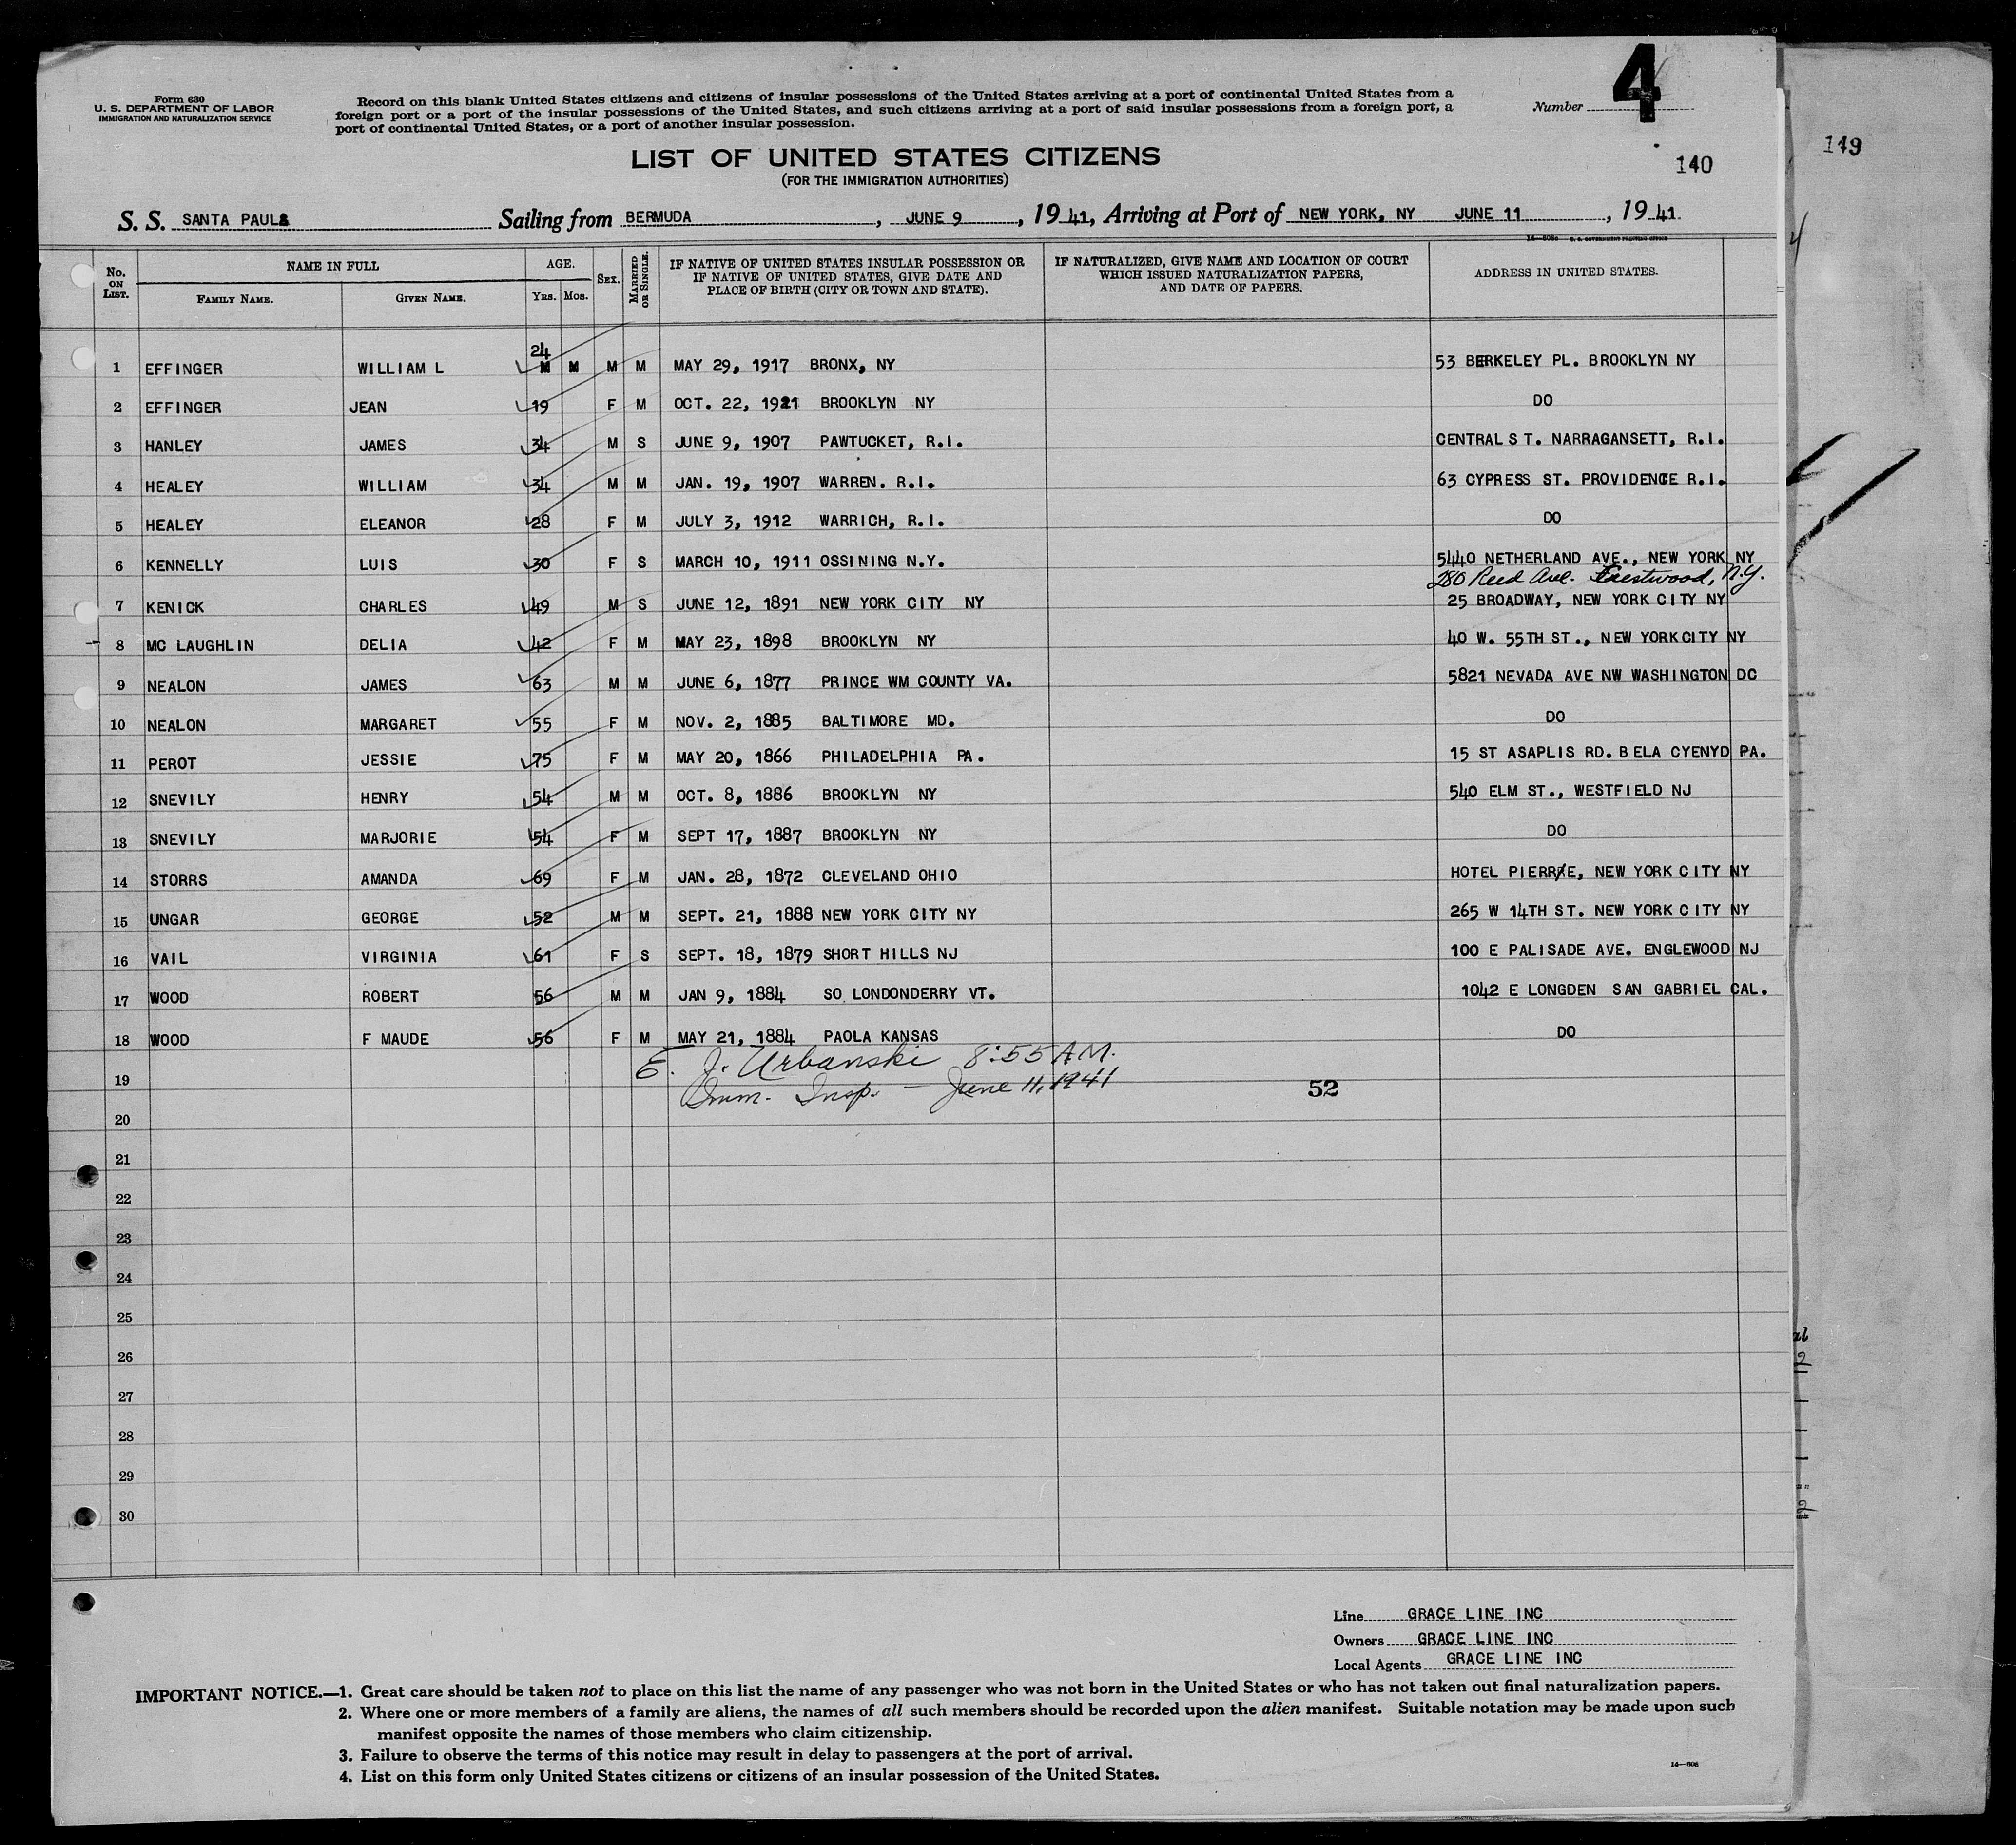 Form 630
U. S. DEPARTMENT OF LABOR
IMMIGRATION AND NATURALIZATION SERVICE
Record on this blank United States citizens and citizens of insular possessions of the United States arriving at a port of continental United States from a
foreign port or a port of the insular possessions of the United States, and such citizens arriving at a port of said insular possessions from a foreign port, a
port of continental United States, or a port of another insular possession.
Number 4
149
LIST OF UNITED STATES CITIZENS
(FOR THE IMMIGRATION AUTHORITIES)
140
S. S. SANTA PAULA Sailing from BERMUDA, JUNE 9, 1941, Arriving at Port of NEW YORK, NY JUNE 11, 1941.
No. ON LIST. NAME IN FULL FAMILY NAME. GIVEN NAME. AGE. YRS. MOS. SEX. MARRIED OR SINGLE. IF NATIVE OF UNITED STATES INSULAR POSSESSION OR IF NATIVE OF UNITED STATES, GIVE DATE AND PLACE OF BIRTH (CITY OR TOWN AND STATE). IF NATURALIZED, GIVE NAME AND LOCATION OF COURT WHICH ISSUED NATURALIZATION PAPERS, AND DATE OF PAPERS. ADDRESS IN UNITED STATES.
1 EFFINGER WILLIAM L 24 M M M M MAY 29, 1917 BRONX, NY 53 BERKELEY PL. BROOKLYN NY
2 EFFINGER JEAN 19 F M OCT. 22, 1921 BROOKLYN NY DO
3 HANLEY JAMES 34 M S JUNE 9, 1907 PAWTUCKET, R.I. CENTRAL ST. NARRAGANSETT, R.I.
4 HEALEY WILLIAM 34 M M JAN. 19, 1907 WARREN. R.I. 63 CYPRESS ST. PROVIDENCE R.I.
5 HEALEY ELEANOR 28 F M JULY 3, 1912 WARRICH, R.I. DO
6 KENNELLY LUIS 30 F S MARCH 10, 1911 OSSINING N.Y. 5440 NETHERLAND AVE., NEW YORK NY
280 Reed Ave. Crestwood, N.Y.
7 KENICK CHARLES 49 M S JUNE 12, 1891 NEW YORK CITY NY 25 BROADWAY, NEW YORK CITY NY
8 MC LAUGHLIN DELIA 42 F M MAY 23, 1898 BROOKLYN NY 40 W. 55TH ST., NEW YORK CITY NY
9 NEALON JAMES 63 M M JUNE 6, 1877 PRINCE WM COUNTY VA. 5821 NEVADA AVE NW WASHINGTON DC
10 NEALON MARGARET 55 F M NOV. 2, 1885 BALTIMORE MD. DO
11 PEROT JESSIE 75 F M MAY 20, 1866 PHILADELPHIA PA. 15 ST ASAPLIS RD. BELA CYENYD PA.
12 SNEVILY HENRY 54 M M OCT. 8, 1886 BROOKLYN NY 540 ELM ST., WESTFIELD NJ
13 SNEVILY MARJORIE 54 F M SEPT 17, 1887 BROOKLYN NY DO
14 STORRS AMANDA 69 F M JAN. 28, 1872 CLEVELAND OHIO HOTEL PIERRE, NEW YORK CITY NY
15 UNGAR GEORGE 52 M M SEPT. 21, 1888 NEW YORK CITY NY 265 W 14TH ST. NEW YORK CITY NY
16 VAIL VIRGINIA 61 F S SEPT. 18, 1879 SHORT HILLS NJ 100 E PALISADE AVE. ENGLEWOOD NJ
17 WOOD ROBERT 56 M M JAN 9, 1884 SO. LONDONDERRY VT. 1042 E LONGDEN SAN GABRIEL CAL.
18 WOOD F MAUDE 56 F M MAY 21, 1884 PAOLA KANSAS DO
E. J. Urbanski 8:55 A.M.
19
Imm. Insp. - June 11, 1941
52
20
21
22
23
24
25
26
27
28
29
30
Line GRACE LINE INC
Owners GRACE LINE INC
Local Agents GRACE LINE INC
IMPORTANT NOTICE.—1. Great care should be taken not to place on this list the name of any passenger who was not born in the United States or who has not taken out final naturalization papers.
2. Where one or more members of a family are aliens, the names of all such members should be recorded upon the alien manifest. Suitable notation may be made upon such
manifest opposite the names of those members who claim citizenship.
3. Failure to observe the terms of this notice may result in delay to passengers at the port of arrival.
4. List on this form only United States citizens or citizens of an insular possession of the United States.